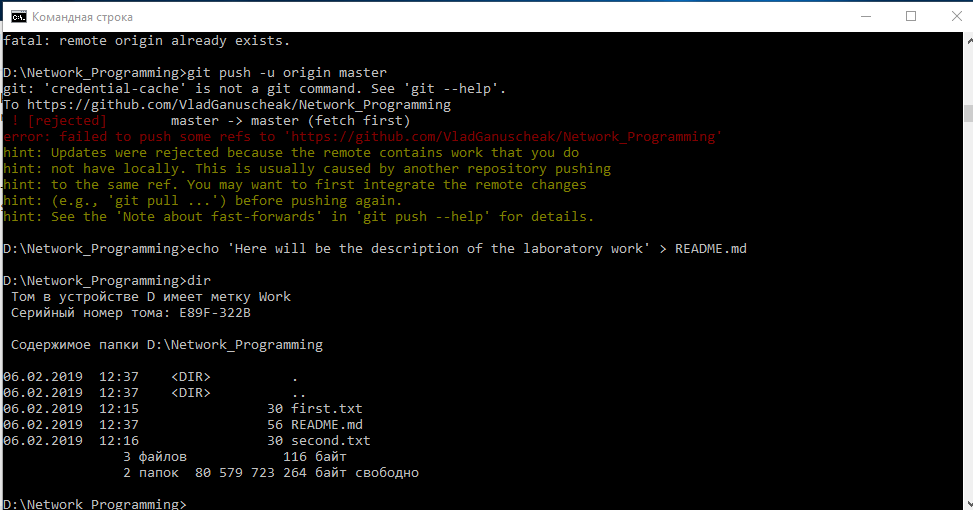 Командная строка
fatal: remote origin already exists.
D:\Network_Programming>git push -u origin master
git: 'credential-cache' is not a git command. See 'git --help'.
To https://github.com/VladGanuscheak/Network_Programming
 ! [rejected]        master -> master (fetch first)
error: failed to push some refs to 'https://github.com/VladGanuscheak/Network_Programming'
hint: Updates were rejected because the remote contains work that you do
hint: not have locally. This is usually caused by another repository pushing
hint: to the same ref. You may want to first integrate the remote changes
hint: (e.g., 'git pull ...') before pushing again.
hint: See the 'Note about fast-forwards' in 'git push --help' for details.
D:\Network_Programming>echo 'Here will be the description of the laboratory work' > README.md
D:\Network_Programming>dir
 Том в устройстве D имеет метку Work
 Серийный номер тома: E89F-322B
 Содержимое папки D:\Network_Programming
06.02.2019  12:37    <DIR>          .
06.02.2019  12:37    <DIR>          ..
06.02.2019  12:15                30 first.txt
06.02.2019  12:37                56 README.md
06.02.2019  12:16                30 second.txt
               3 файлов            116 байт
               2 папок  80 579 723 264 байт свободно
D:\Network_Programming>